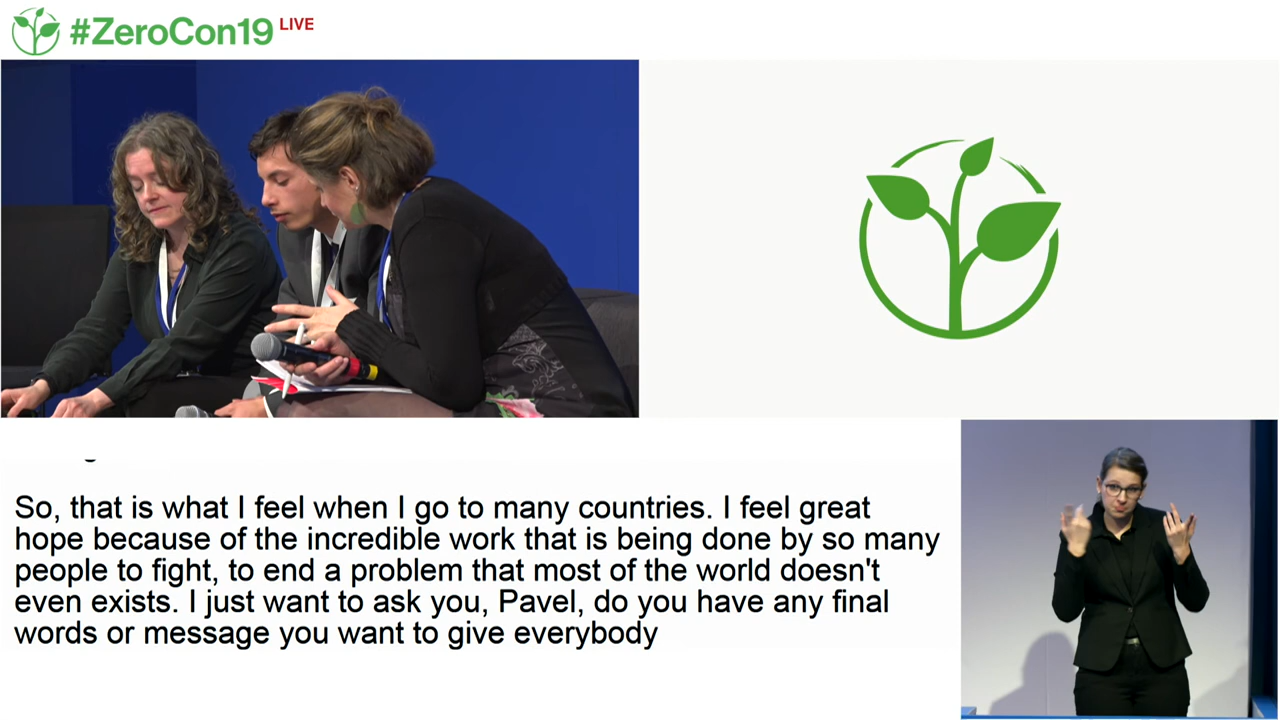 #ZeroCon19 LIVE
So, that is what I feel when I go to many countries. I feel great
hope because of the incredible work that is being done by so many
people to fight, to end a problem that most of the world doesn't
even exists. I just want to ask you, Pavel, do you have any final
words or message you want to give everybody